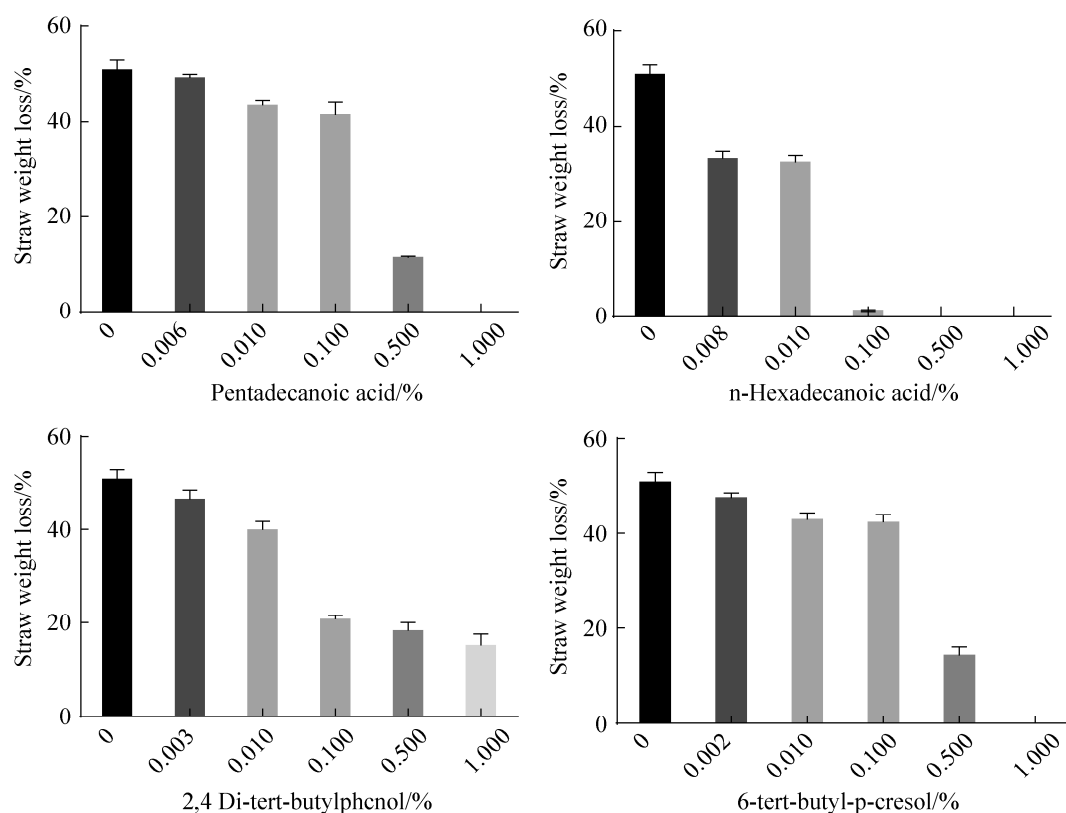 Straw weight loss/%
60
40
20
0
0 0.006 0.010 0.100 0.500 1.000
Pentadecanoic acid/%
Straw weight loss/%
60
40
20
0
0 0.008 0.010 0.100 0.500 1.000
n-Hexadecanoic acid/%
Straw weight loss/%
60
40
20
0
0 0.003 0.010 0.100 0.500 1.000
2,4 Di-tert-butylphcnol/%
Straw weight loss/%
60
40
20
0
0 0.002 0.010 0.100 0.500 1.000
6-tert-butyl-p-cresol/%